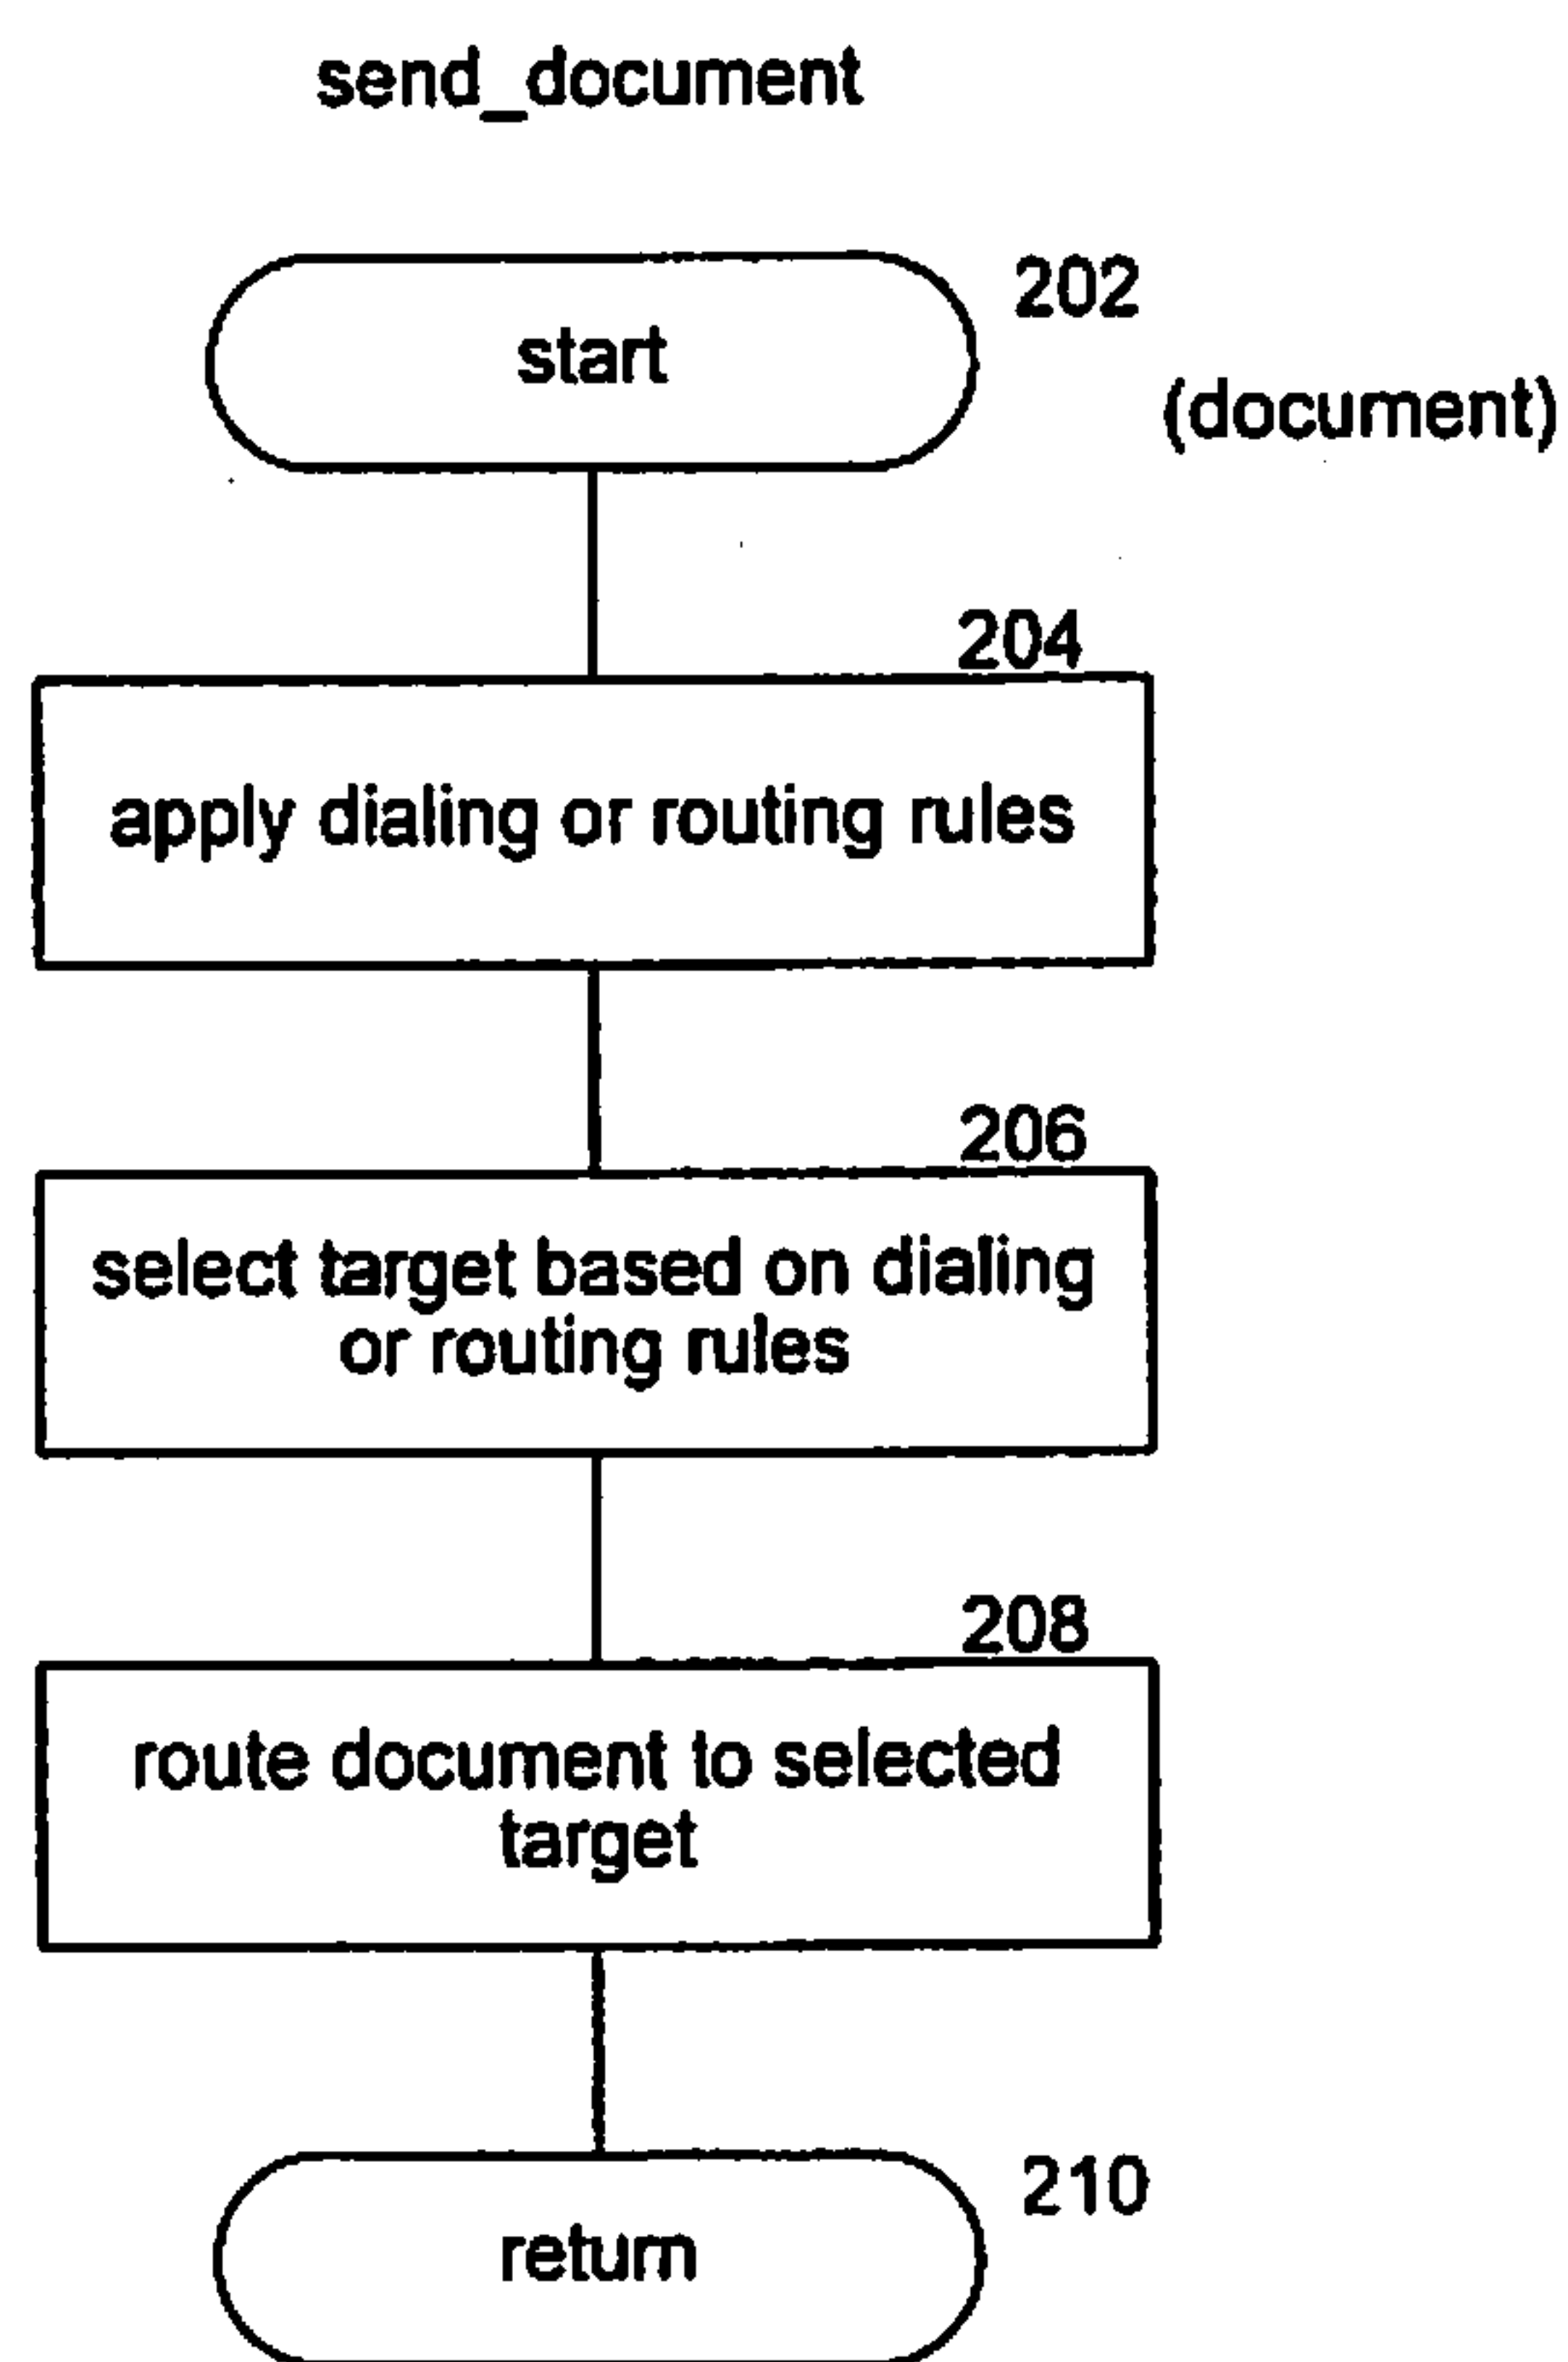 send_document
start
202
(document)
204
apply dialing or routing rules
206
select target based on dialing
or routing rules
208
route document to selected
target
210
return